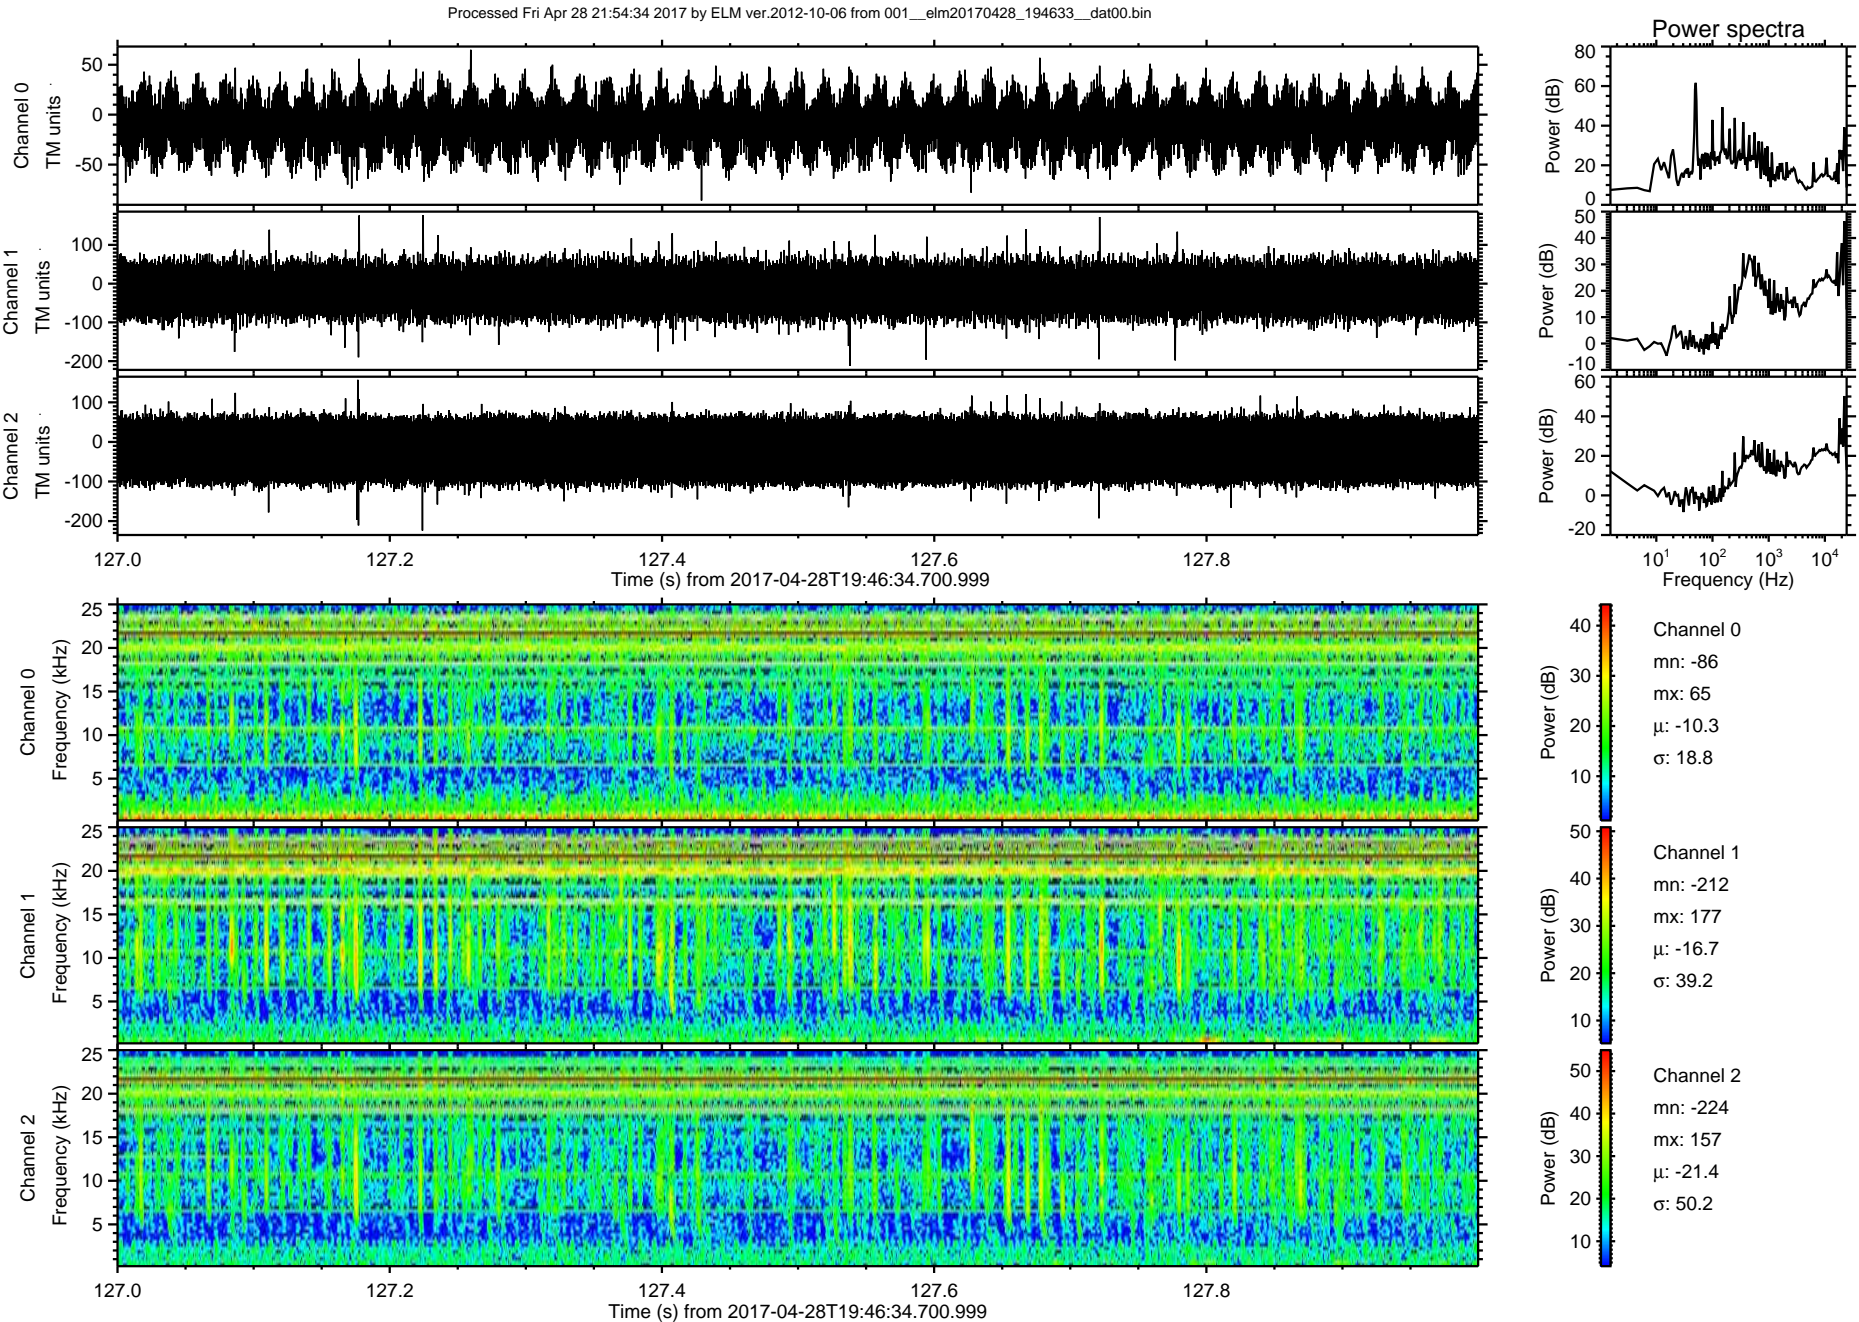 Processed Fri Apr 28 21:54:34 2017 by ELM ver.2012-10-06 from 001__elm20170428_194633__dat00.bin
Power spectra
Channel 0
TM units
50
0
-50
Power (dB)
80
60
40
20
0
Channel 1
TM units
100
0
-100
-200
Power (dB)
50
40
30
20
10
0
-10
Channel 2
TM units
100
0
-100
-200
Power (dB)
60
40
20
0
-20
127.0 127.2 127.4 127.6 127.8
Time (s) from 2017-04-28T19:46:34.700.999
10^1 10^2 10^3 10^4
Frequency (Hz)
Channel 0
Frequency (kHz)
25
20
15
10
5
Power (dB)
40
30
20
10
Channel 0
mn: -86
mx: 65
μ: -10.3
σ: 18.8
Channel 1
Frequency (kHz)
25
20
15
10
5
Power (dB)
50
40
30
20
10
Channel 1
mn: -212
mx: 177
μ: -16.7
σ: 39.2
Channel 2
Frequency (kHz)
25
20
15
10
5
Power (dB)
50
40
30
20
10
Channel 2
mn: -224
mx: 157
μ: -21.4
σ: 50.2
127.0 127.2 127.4 127.6 127.8
Time (s) from 2017-04-28T19:46:34.700.999